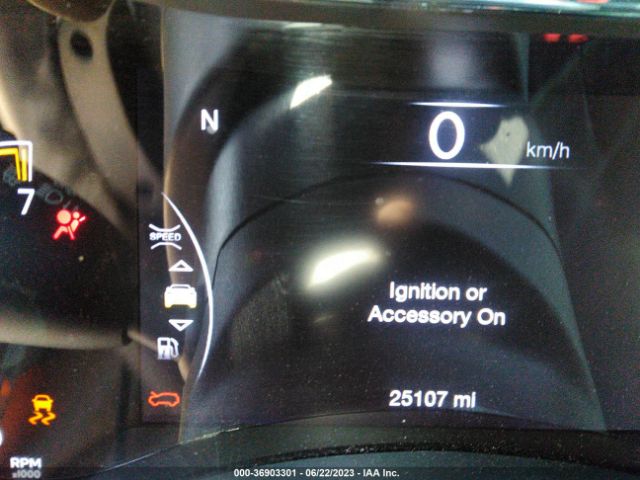 N
0
km/h
7
SPEED
Ignition or
Accessory On
25107 mi
RPM
x1000
000-36903301 - 06/22/2023 - IAA Inc.